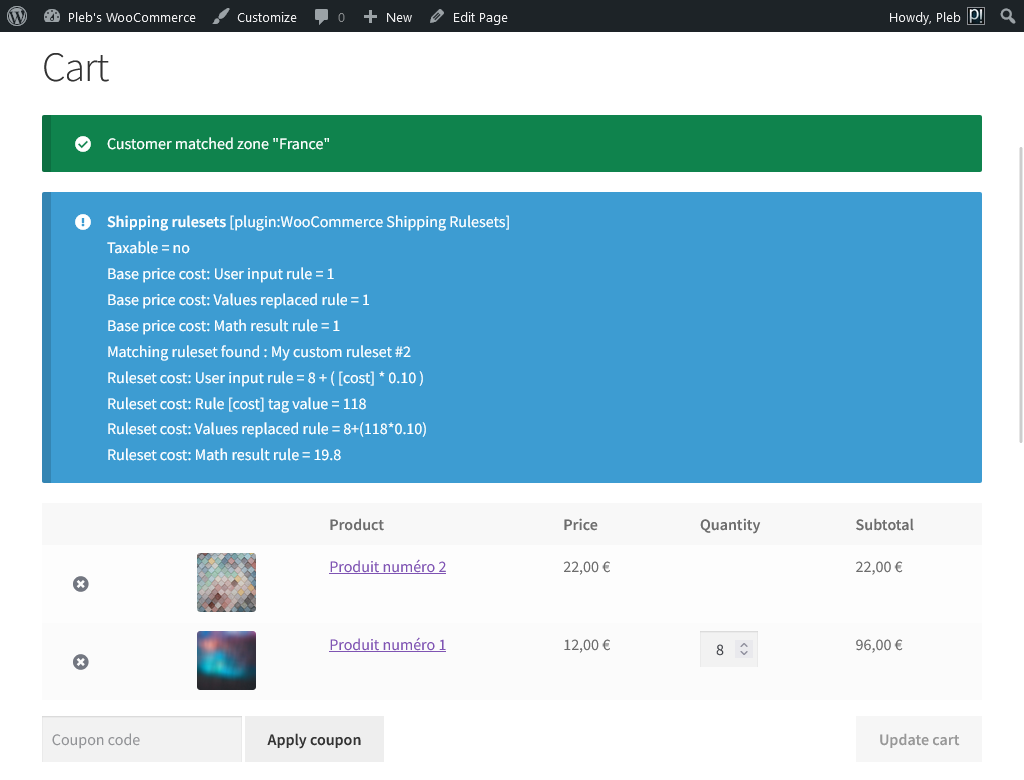 Pleb's WooCommerce Customize 0 New Edit Page Howdy, Pleb p!
Cart
Customer matched zone "France"
Shipping rulesets [plugin:WooCommerce Shipping Rulesets]
Taxable = no
Base price cost: User input rule = 1
Base price cost: Values replaced rule = 1
Base price cost: Math result rule = 1
Matching ruleset found : My custom ruleset #2
Ruleset cost: User input rule = 8 + ( [cost] * 0.10 )
Ruleset cost: Rule [cost] tag value = 118
Ruleset cost: Values replaced rule = 8+(118*0.10)
Ruleset cost: Math result rule = 19.8
Product Price Quantity Subtotal
Produit numéro 2 22,00 € 22,00 €
Produit numéro 1 12,00 € 8 96,00 €
Coupon code Apply coupon Update cart